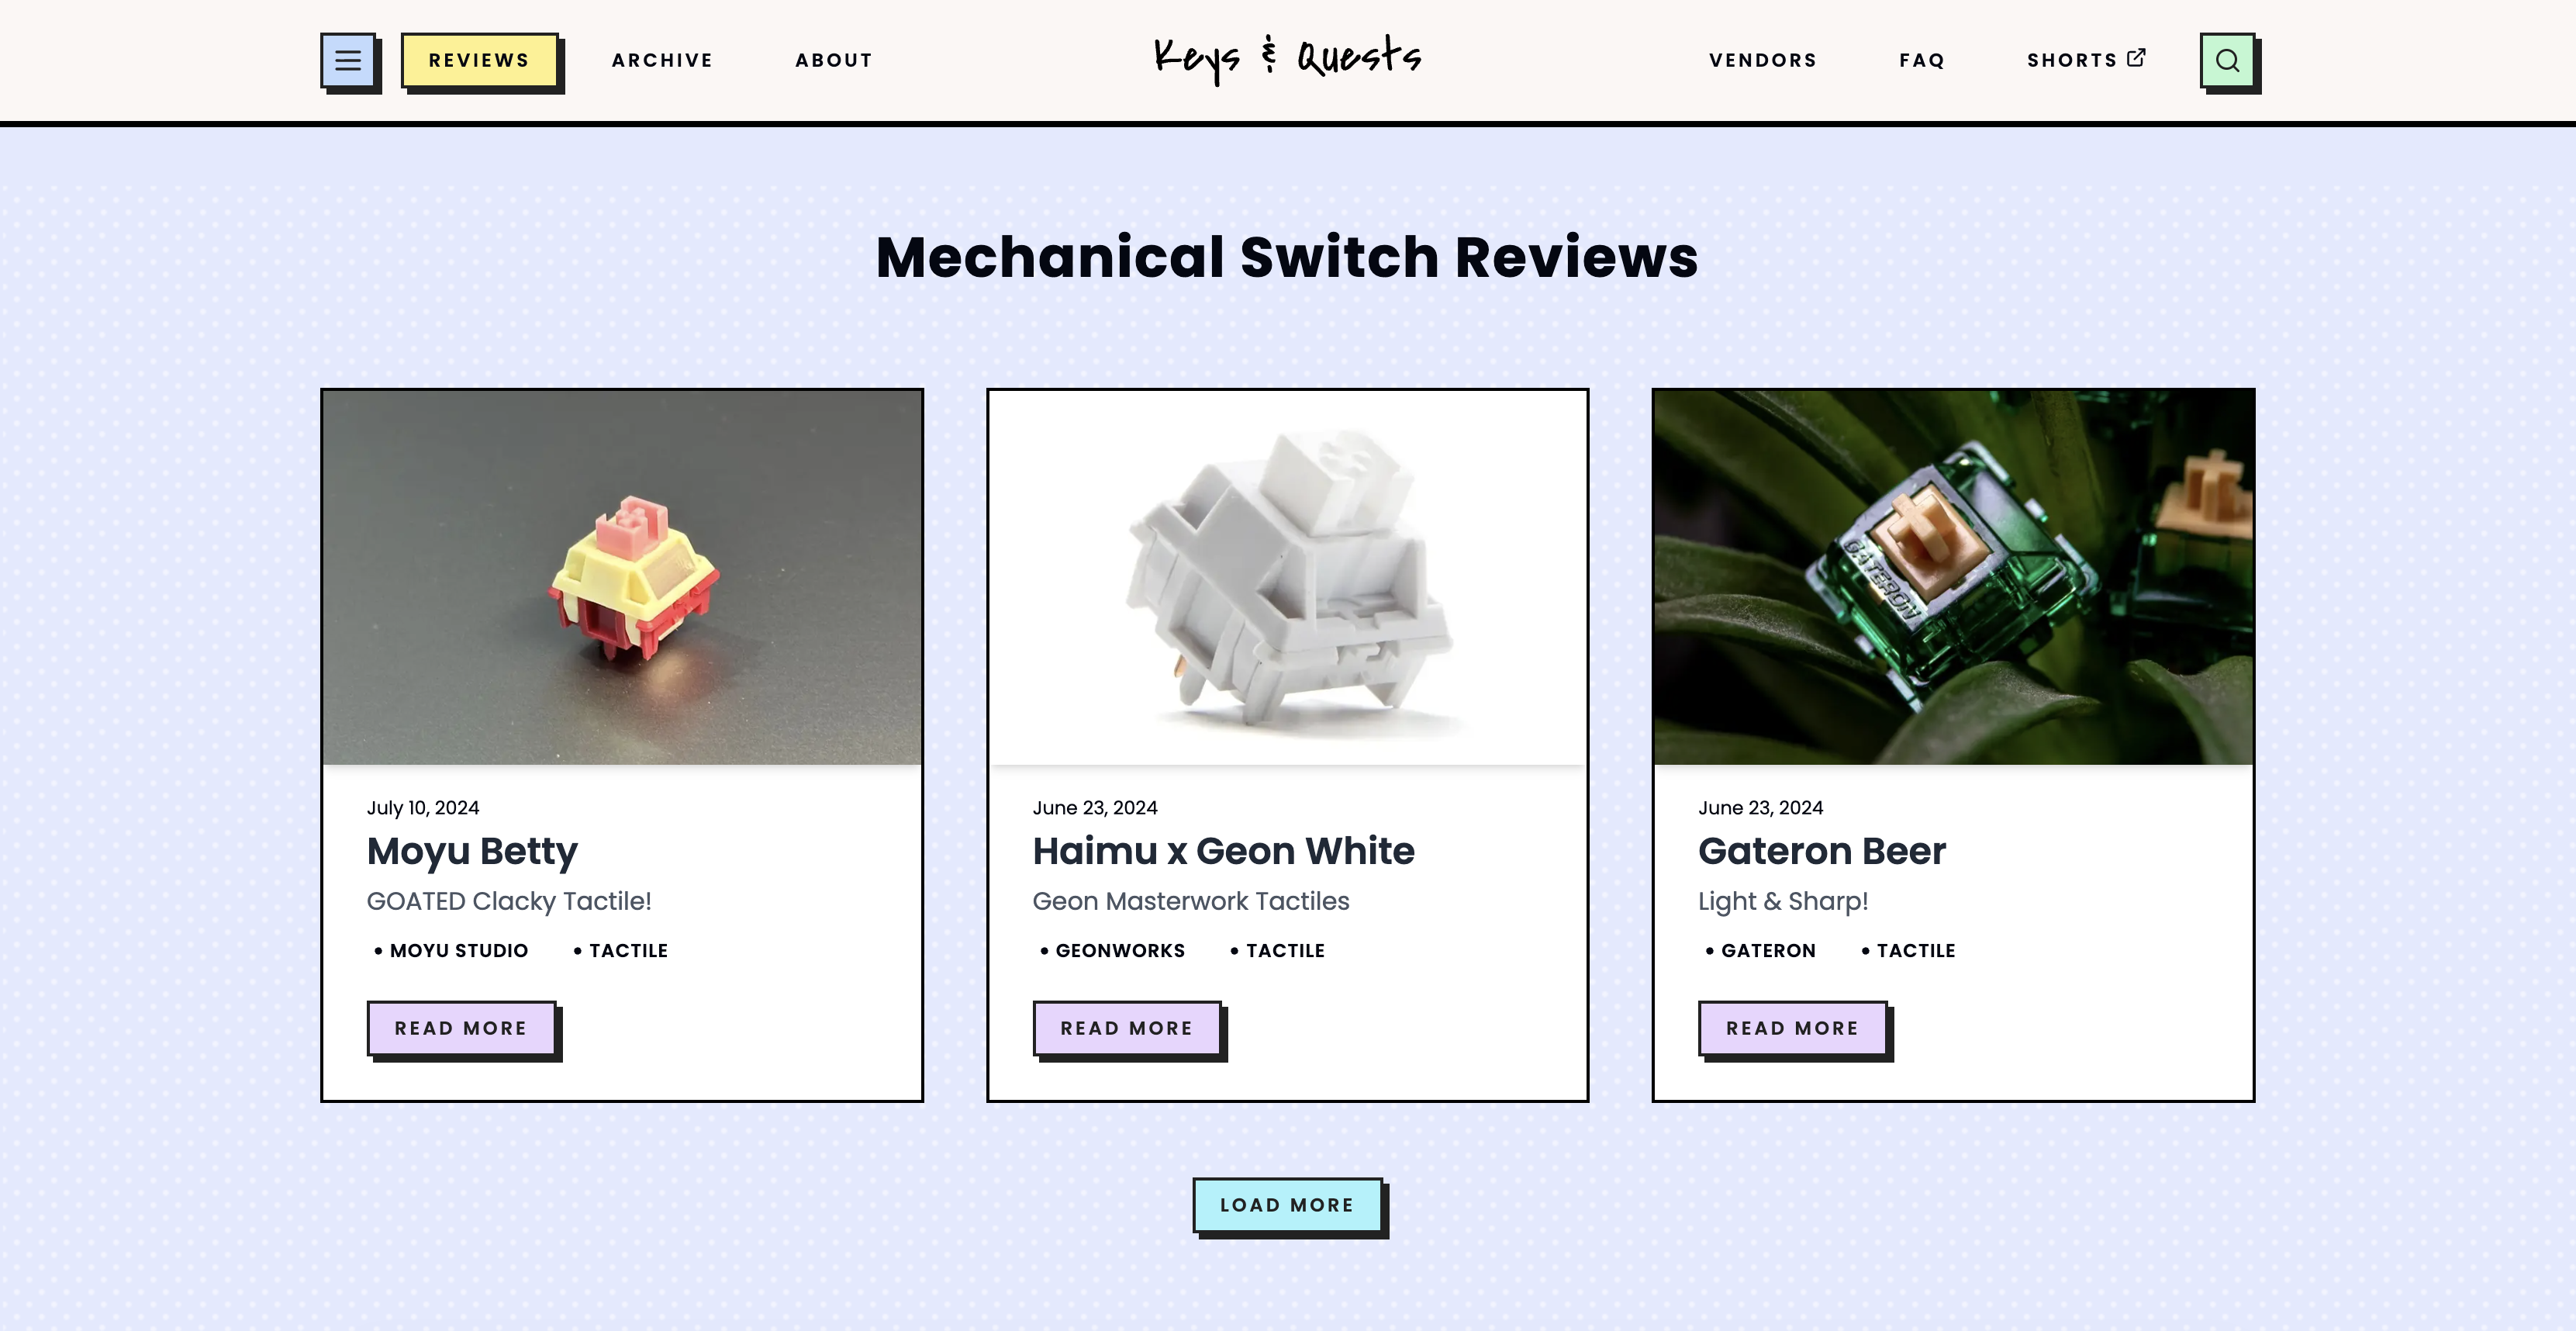 REVIEWS ARCHIVE ABOUT Keys & Quests VENDORS FAQ SHORTS
Mechanical Switch Reviews
GATERON
July 10, 2024
Moyu Betty
GOATED Clacky Tactile!
• MOYU STUDIO • TACTILE
READ MORE
June 23, 2024
Haimu x Geon White
Geon Masterwork Tactiles
• GEONWORKS • TACTILE
READ MORE
June 23, 2024
Gateron Beer
Light & Sharp!
• GATERON • TACTILE
READ MORE
LOAD MORE